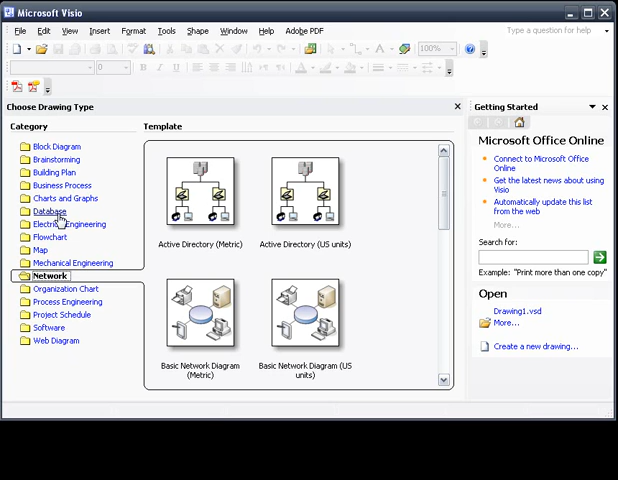 Microsoft Visio
File Edit View Insert Format Tools Shape Window Help Adobe PDF
Type a question for help
100%
0
Choose Drawing Type
Category
Template
Block Diagram
Brainstorming
Building Plan
Business Process
Charts and Graphs
Database
Electrical Engineering
Flowchart
Map
Mechanical Engineering
Network
Organization Chart
Process Engineering
Project Schedule
Software
Web Diagram
Active Directory (Metric)
Active Directory (US units)
Basic Network Diagram
(Metric)
Basic Network Diagram (US
units)
Getting Started
Microsoft Office Online
Connect to Microsoft Office
Online
Get the latest news about using
Visio
Automatically update this list
from the web
More...
Search for:
Example: "Print more than one copy"
Open
Drawing1.vsd
More...
Create a new drawing...